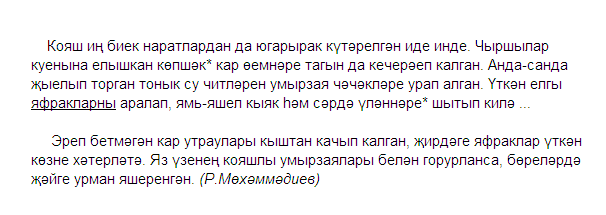 Кояш иң биек наратлардан да югарырак күтәрелгән иде инде. Чыршылар
куенына елышкан көпшәк* кар өемнәре тагын да кечерәеп калган. Анда-санда
җыелып торган тонык су читләрен умырзая чәчәкләре урап алган. Үткән елгы
яфракларны аралап, ямь-яшел кыяк һәм сәрдә үләннәре* шытып килә ...
Эреп бетмәгән кар утраулары кыштан качып калган, җирдәге яфраклар үткән
көзне хәтерләтә. Яз үзенең кояшлы умырзаялары белән горурланса, бөреләрдә
җәйге урман яшеренгән. (Р.Мөхәммәдиев)